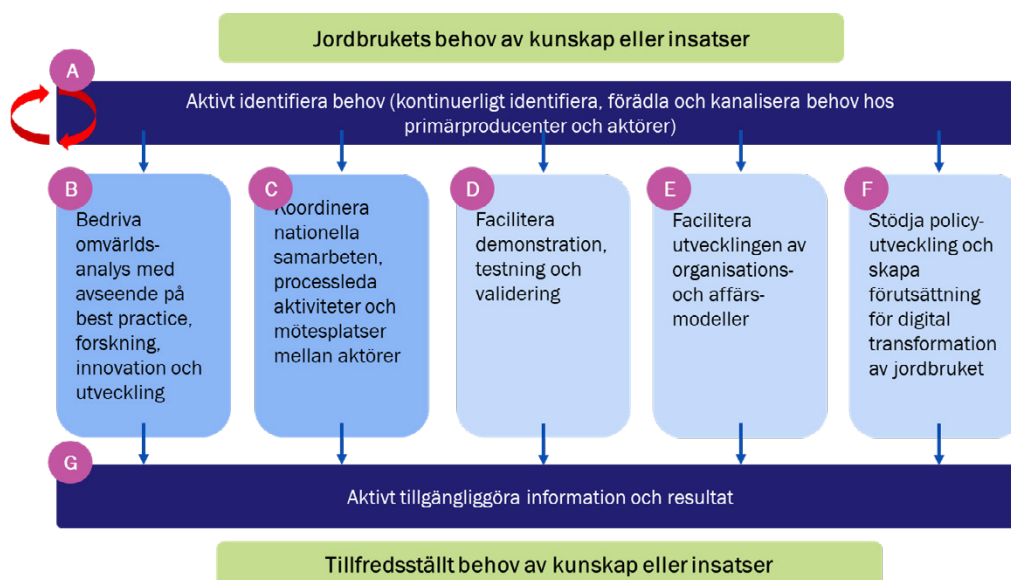 Jordbrukets behov av kunskap eller insatser
A
Aktivt identifiera behov (kontinuerligt identifiera, förädla och kanalisera behov hos
primärproducenter och aktörer)
B
Bedriva
omvärlds-
analys med
avseende på
best practice,
forskning,
innovation och
utveckling
C
Koordinera
nationella
samarbeten,
processleda
aktiviteter och
mötesplatser
mellan aktörer
D
Facilitera
demonstration,
testning och
validering
E
Facilitera
utvecklingen av
organisations-
och affärs-
modeller
F
Stödja policy-
utveckling och
skapa
förutsättning
för digital
transformation
av jordbruket
G
Aktivt tillgängliggöra information och resultat
Tillfredsställt behov av kunskap eller insatser